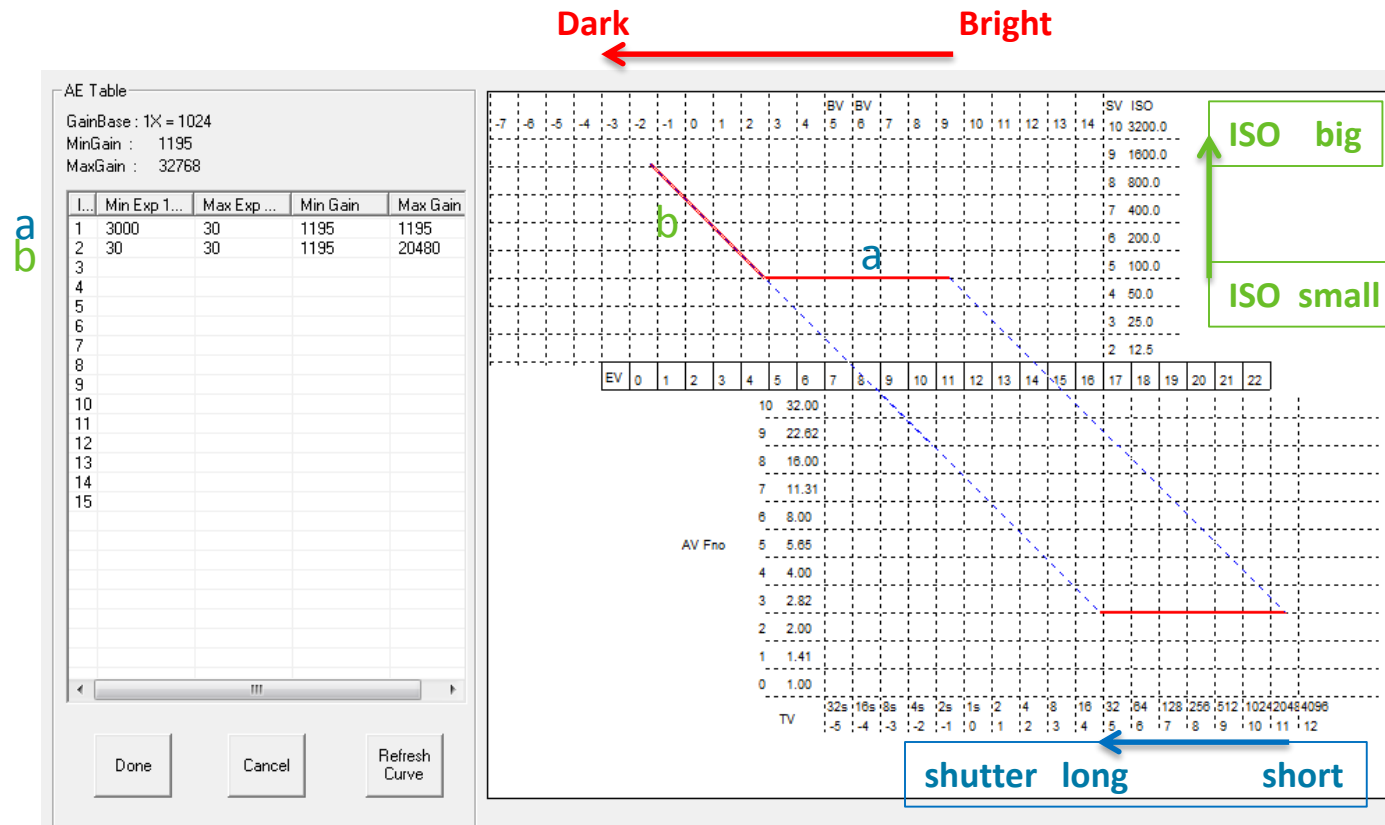 Dark Bright
AE Table
GainBase : 1X = 1024
MinGain : 1195
MaxGain : 32768
I... Min Exp 1... Max Exp ... Min Gain Max Gain
a 1 3000 30 1195 1195
b 2 30 30 1195 20480
3
4
5
6
7
8
9
10
11
12
13
14
15
Done Cancel Refresh Curve
BV BV SV ISO
-7 -6 -5 -4 -3 -2 -1 0 1 2 3 4 5 6 7 8 9 10 11 12 13 14 10 3200.0
9 1600.0
8 800.0
7 400.0
6 200.0
5 100.0
4 50.0
3 25.0
2 12.5
b
a
ISO big
ISO small
EV 0 1 2 3 4 5 6 7 8 9 10 11 12 13 14 15 16 17 18 19 20 21 22
10 32.00
9 22.62
8 16.00
7 11.31
6 8.00
AV Fno 5 5.65
4 4.00
3 2.82
2 2.00
1 1.41
0 1.00
32s 16s 8s 4s 2s 1s 2 4 8 16 32 64 128 256 512 1024 2048 4096
TV -5 -4 -3 -2 -1 0 1 2 3 4 5 6 7 8 9 10 11 12
shutter long short